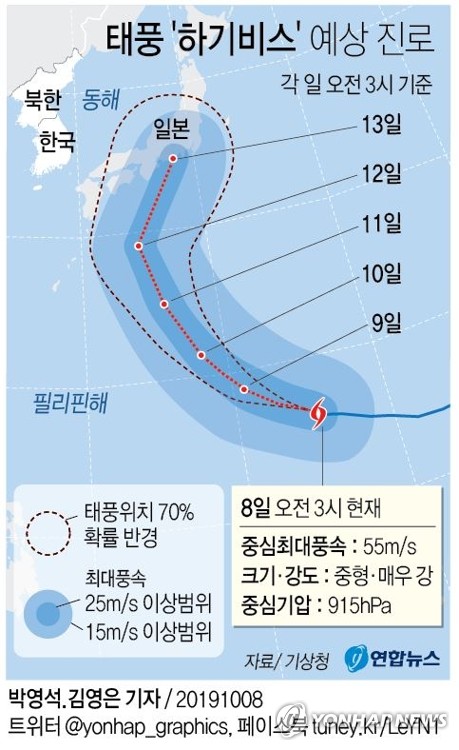 태풍 '하기비스' 예상 진로
각 일 오전 3시 기준
북한
동해
한국
일본
13일
12일
11일
10일
9일
필리핀해
태풍위치 70%
확률 반경
최대풍속
25m/s 이상범위
15m/s 이상범위
8일 오전 3시 현재
중심최대풍속 : 55m/s
크기·강도 : 중형·매우 강
중심기압 : 915hPa
자료/ 기상청
연합뉴스
박영석.김영은 기자 / 20191008
트위터 @yonhap_graphics, 페이스북 tuney.kr/LeYN1
YONHAPNEWS